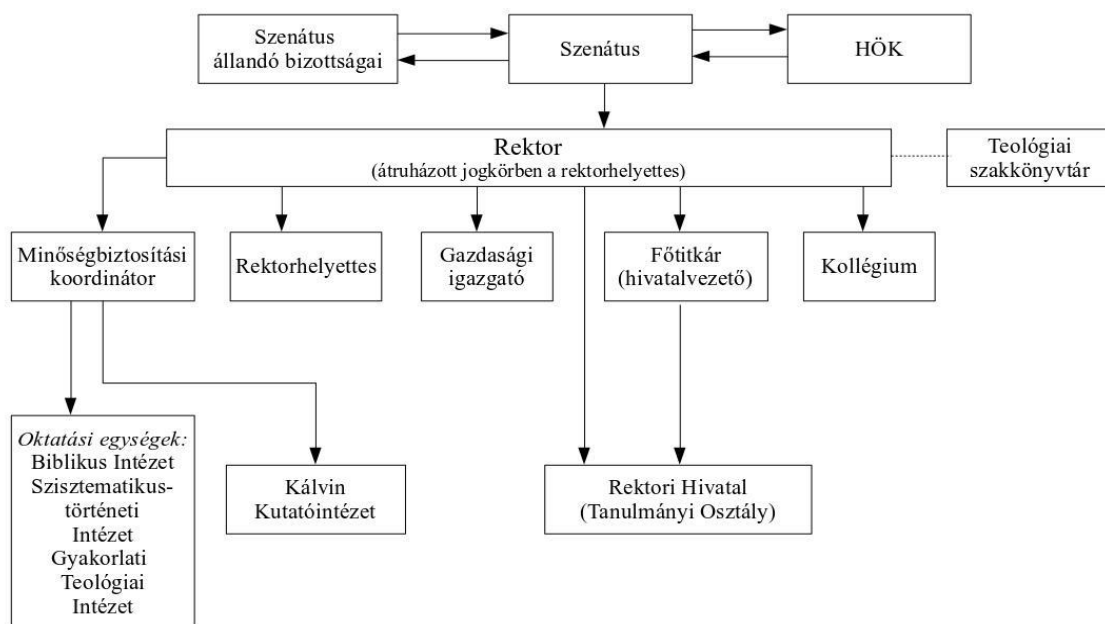 Szenátus
állandó bizottságai
Szenátus
HÖK
Rektor
(átruházott jogkörben a rektorhelyettes)
Teológiai
szakkönyvtár
Minőségbiztosítási
koordinátor
Rektorhelyettes
Gazdasági
igazgató
Főtitkár
(hivatalvezető)
Kollégium
Oktatási egységek:
Biblikus Intézet
Szisztematikus-
történeti
Intézet
Gyakorlati
Teológiai
Intézet
Kálvin
Kutatóintézet
Rektori Hivatal
(Tanulmányi Osztály)